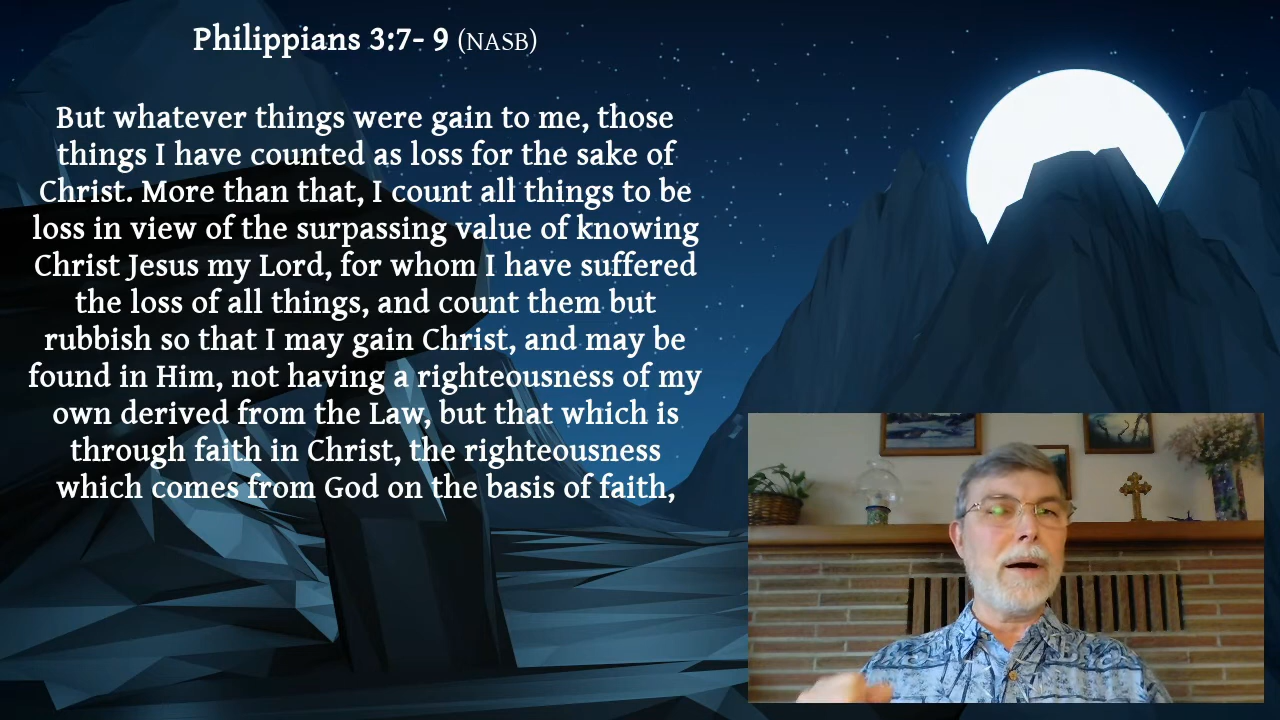 Philippians 3:7- 9 (NASB)
But whatever things were gain to me, those
things I have counted as loss for the sake of
Christ. More than that, I count all things to be
loss in view of the surpassing value of knowing
Christ Jesus my Lord, for whom I have suffered
the loss of all things, and count them but
rubbish so that I may gain Christ, and may be
found in Him, not having a righteousness of my
own derived from the Law, but that which is
through faith in Christ, the righteousness
which comes from God on the basis of faith,